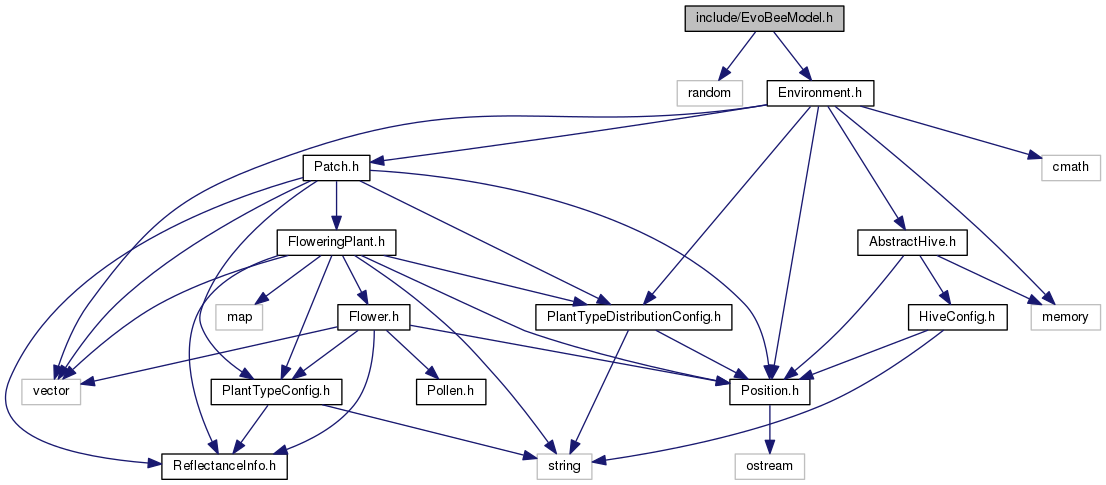 include/EvoBeeModel.h
random
Environment.h
Patch.h
cmath
FloweringPlant.h
AbstractHive.h
map
Flower.h
PlantTypeDistributionConfig.h
HiveConfig.h
memory
vector
PlantTypeConfig.h
Pollen.h
Position.h
ReflectanceInfo.h
string
ostream